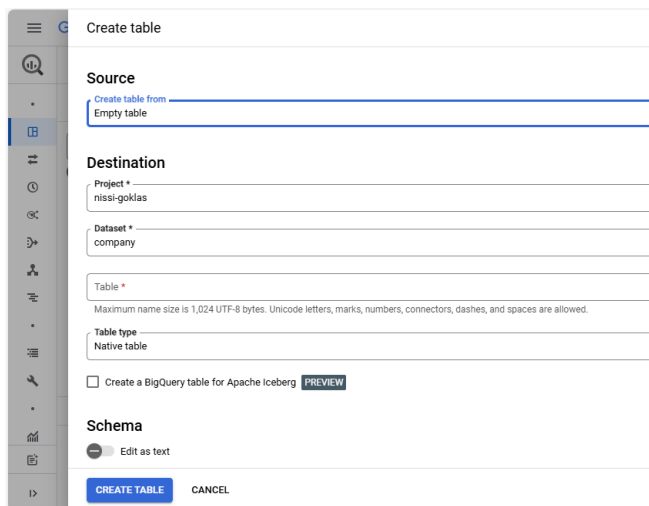 Create table
Source
Create table from
Empty table
Destination
Project *
nissi-goklas
Dataset *
company
Table *
Maximum name size is 1,024 UTF-8 bytes. Unicode letters, marks, numbers, connectors, dashes, and spaces are allowed.
Table type
Native table
Create a BigQuery table for Apache Iceberg PREVIEW
Schema
Edit as text
CREATE TABLE CANCEL